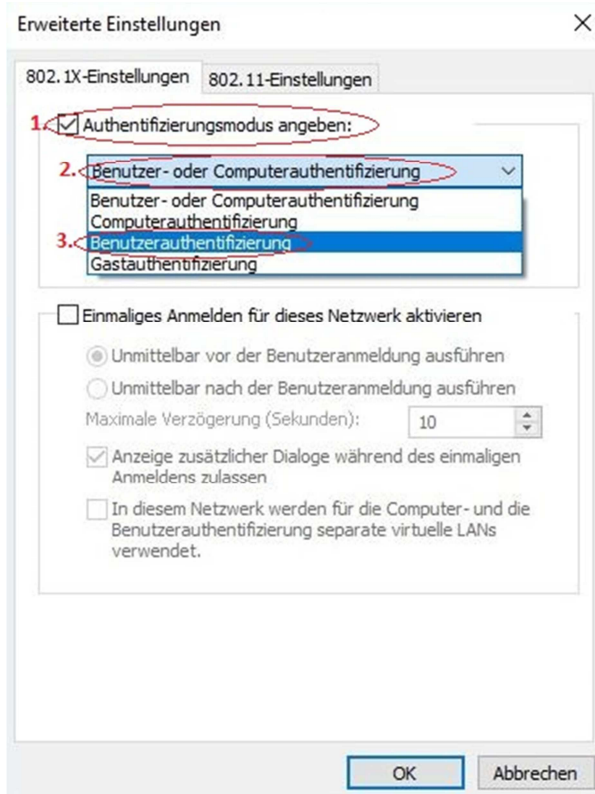 Erweiterte Einstellungen
802.1X-Einstellungen 802.11-Einstellungen
1. Authentifizierungsmodus angeben:
2. Benutzer- oder Computerauthentifizierung
Benutzer- oder Computerauthentifizierung
Computerauthentifizierung
3. Benutzerauthentifizierung
Gastauthentifizierung
Einmaliges Anmelden für dieses Netzwerk aktivieren
Unmittelbar vor der Benutzeranmeldung ausführen
Unmittelbar nach der Benutzeranmeldung ausführen
Maximale Verzögerung (Sekunden): 10
Anzeige zusätzlicher Dialoge während des einmaligen
Anmeldens zulassen
In diesem Netzwerk werden für die Computer- und die
Benutzerauthentifizierung separate virtuelle LANs
verwendet.
OK Abbrechen